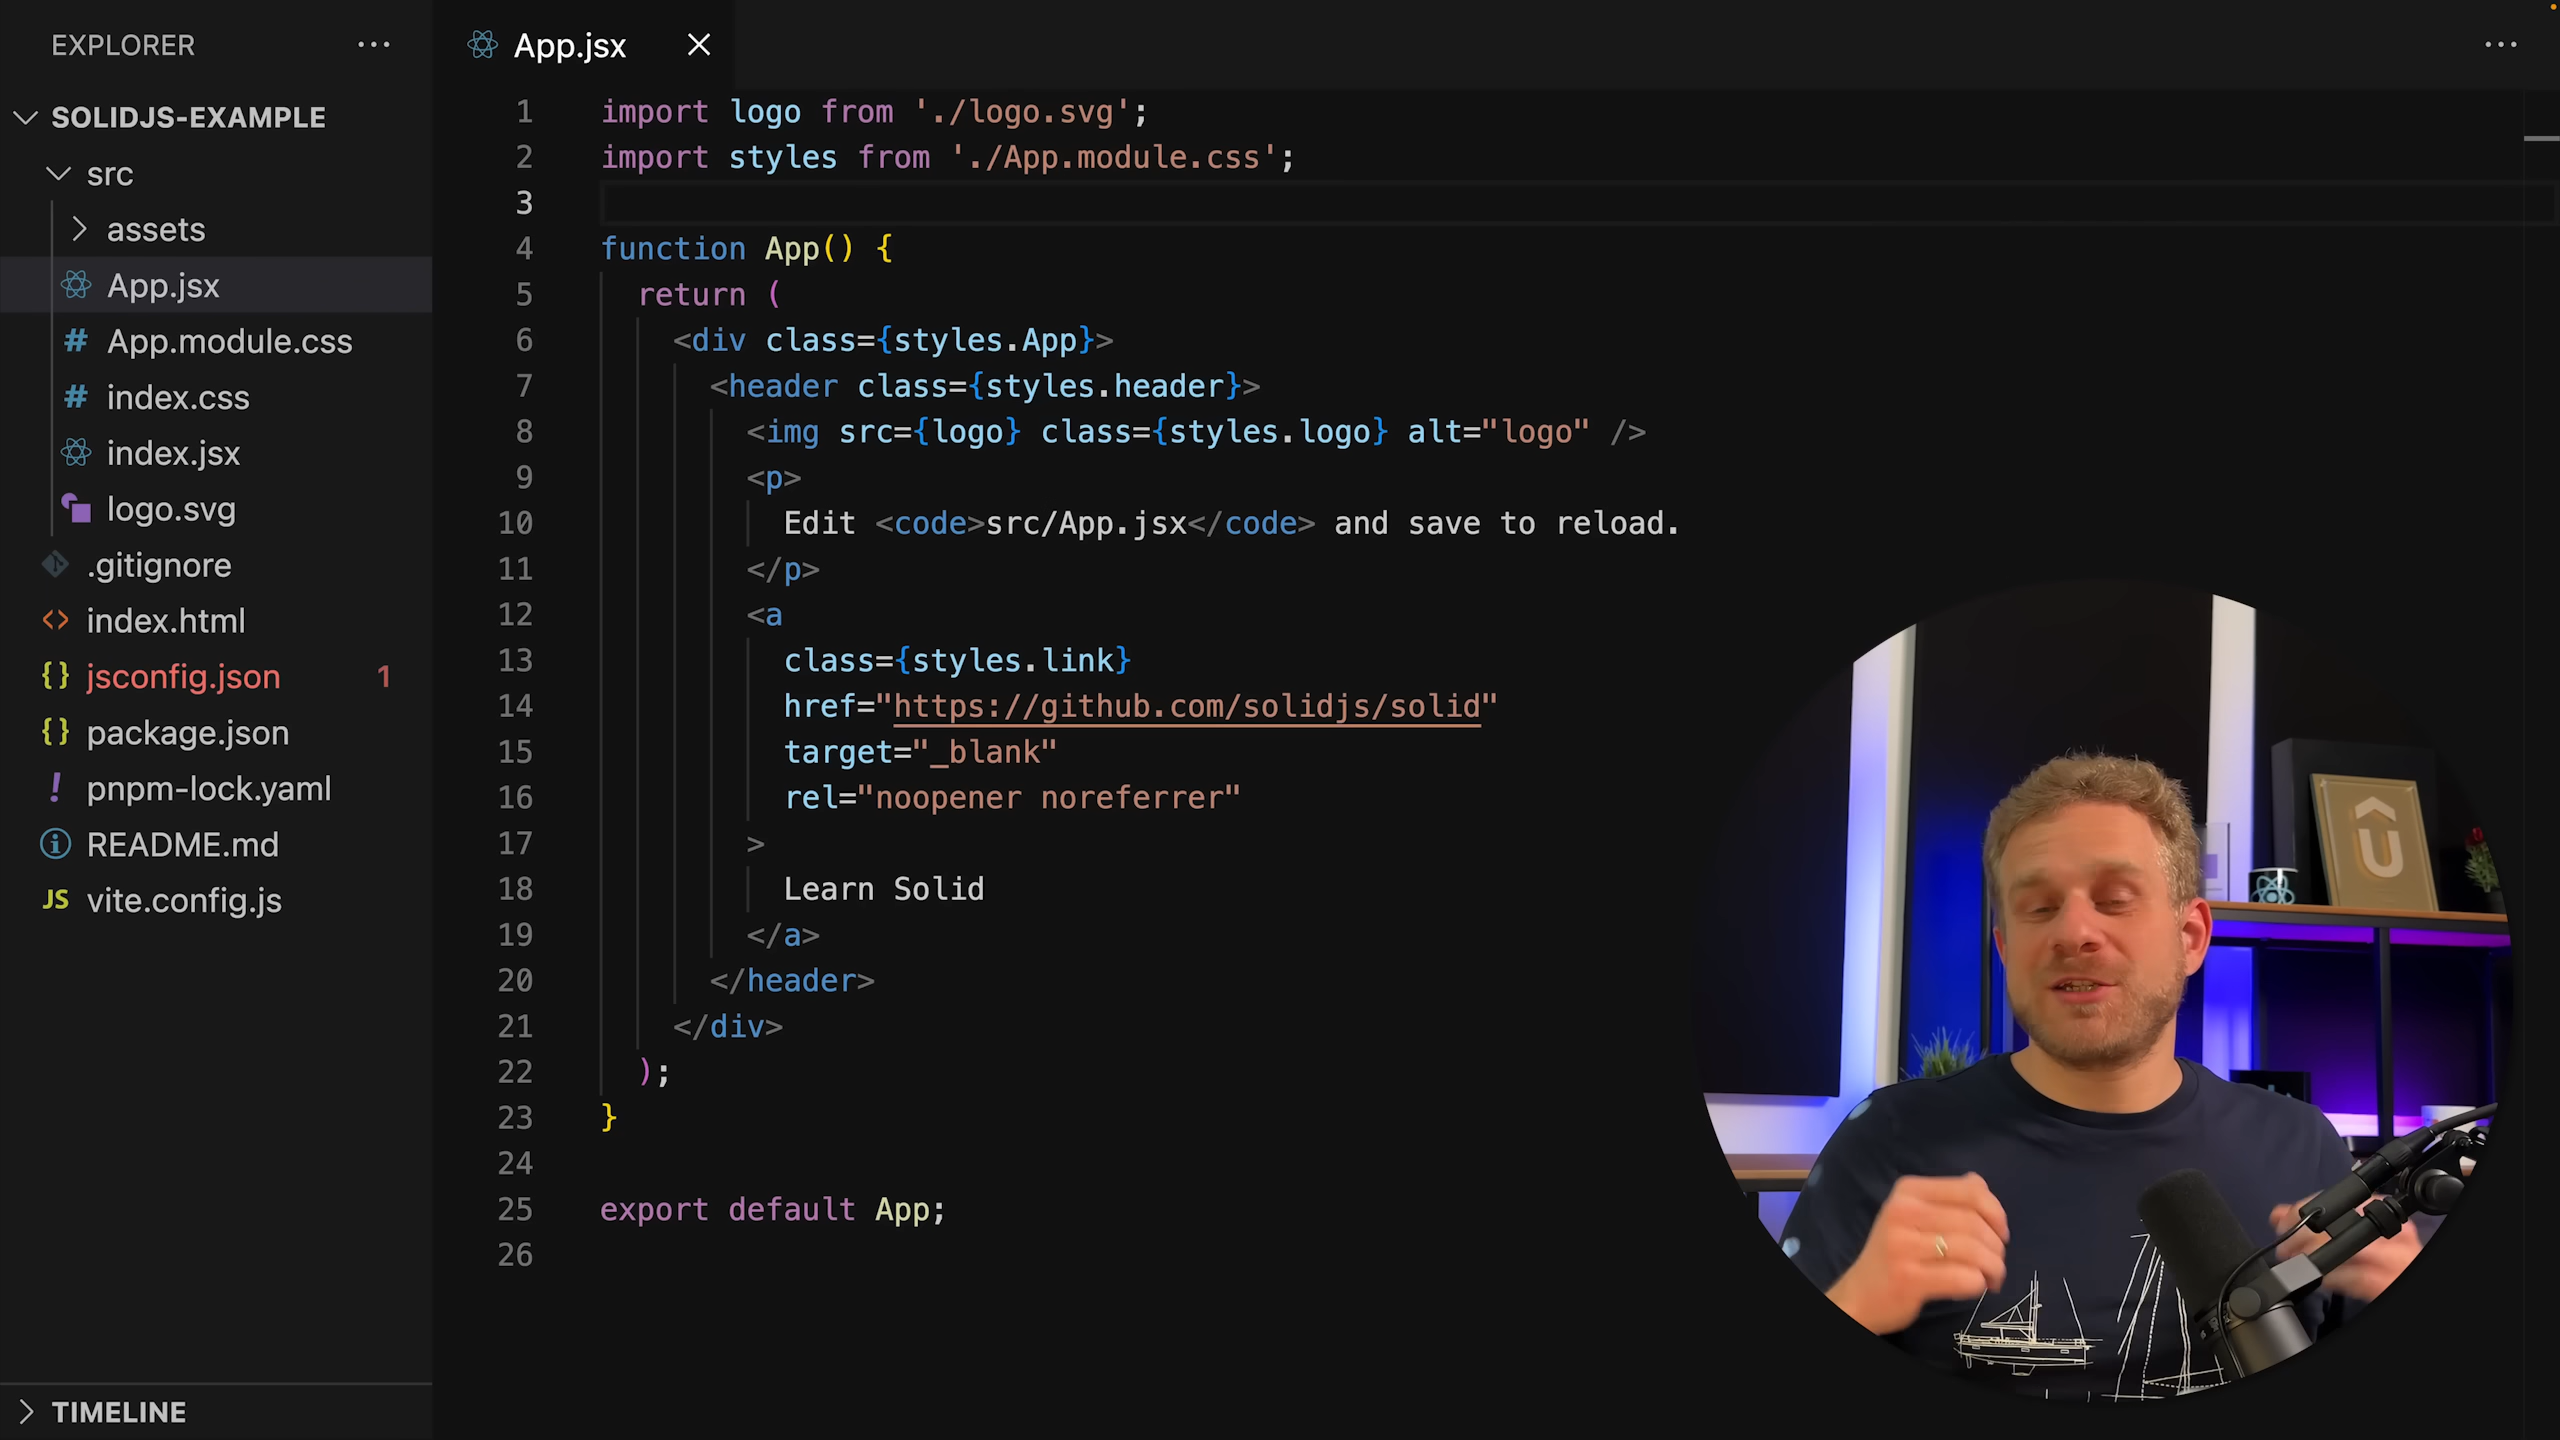 EXPLORER
SOLIDJS-EXAMPLE
src
assets
App.jsx
App.module.css
index.css
index.jsx
logo.svg
.gitignore
index.html
jsconfig.json 1
package.json
pnpm-lock.yaml
README.md
JS vite.config.js
TIMELINE
App.jsx
1 import logo from './logo.svg';
2 import styles from './App.module.css';
3
4 function App() {
5 return (
6 <div class={styles.App}>
7 <header class={styles.header}>
8 <img src={logo} class={styles.logo} alt="logo" />
9 <p>
10 Edit <code>src/App.jsx</code> and save to reload.
11 </p>
12 <a
13 class={styles.link}
14 href="https://github.com/solidjs/solid"
15 target="_blank"
16 rel="noopener noreferrer"
17 >
18 Learn Solid
19 </a>
20 </header>
21 </div>
22 );
23 }
24
25 export default App;
26